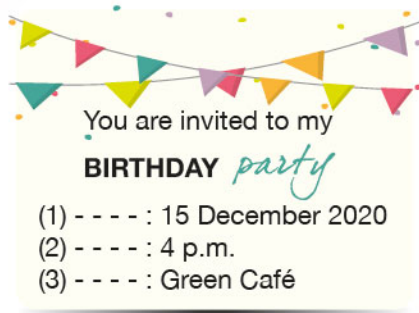 You are invited to my
BIRTHDAY party
(1) - - - - : 15 December 2020
(2) - - - - : 4 p.m.
(3) - - - - : Green Café